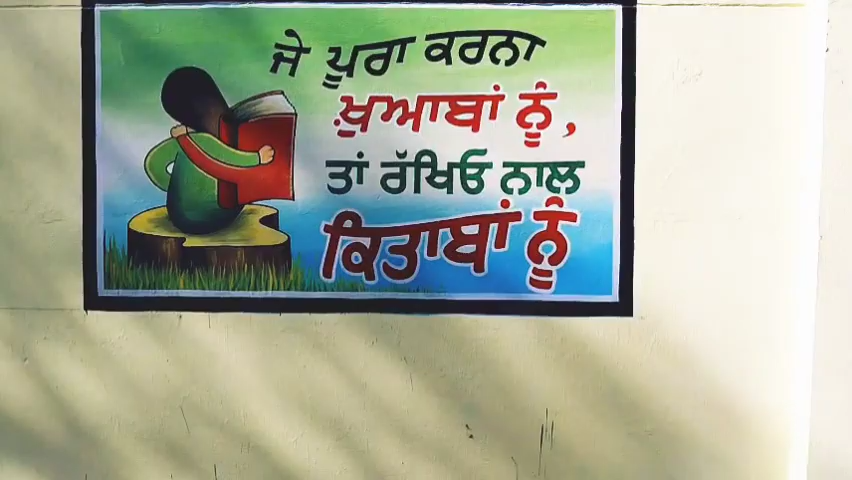 ਜੇ ਪੂਰਾ ਕਰਨਾ
ਖ਼ੁਆਬਾਂ ਨੂੰ,
ਤਾਂ ਰੱਖਿਓ ਨਾਲ
ਕਿਤਾਬਾਂ ਨੂੰ